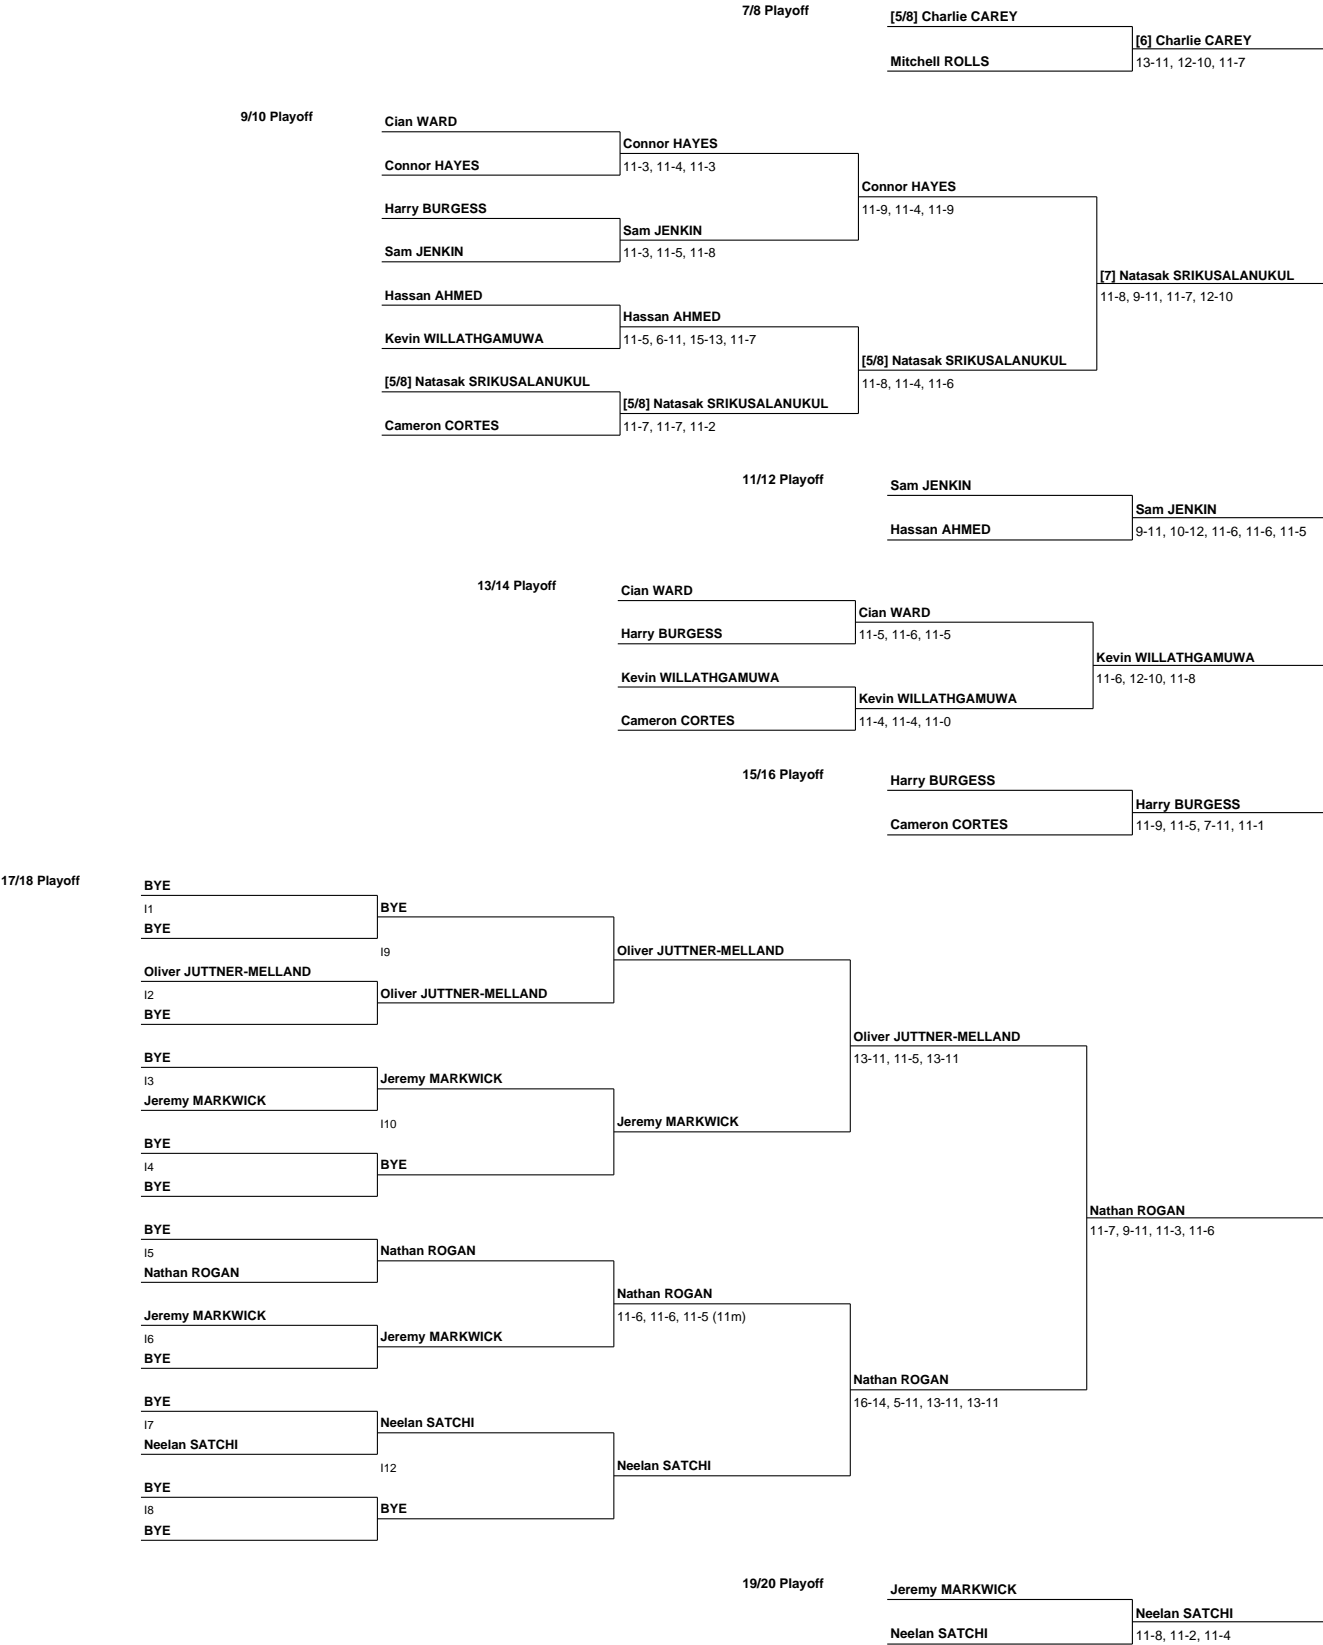 7/8 Playoff
[5/8] Charlie CAREY
[6] Charlie CAREY
Mitchell ROLLS
13-11, 12-10, 11-7
9/10 Playoff
Cian WARD
Connor HAYES
Connor HAYES
11-3, 11-4, 11-3
Connor HAYES
Harry BURGESS
11-9, 11-4, 11-9
Sam JENKIN
Sam JENKIN
11-3, 11-5, 11-8
[7] Natasak SRIKUSALANUKUL
Hassan AHMED
11-8, 9-11, 11-7, 12-10
Hassan AHMED
Kevin WILLATHGAMUWA
11-5, 6-11, 15-13, 11-7
[5/8] Natasak SRIKUSALANUKUL
[5/8] Natasak SRIKUSALANUKUL
11-8, 11-4, 11-6
[5/8] Natasak SRIKUSALANUKUL
Cameron CORTES
11-7, 11-7, 11-2
11/12 Playoff
Sam JENKIN
Sam JENKIN
Hassan AHMED
9-11, 10-12, 11-6, 11-6, 11-5
13/14 Playoff
Cian WARD
Cian WARD
Harry BURGESS
11-5, 11-6, 11-5
Kevin WILLATHGAMUWA
Kevin WILLATHGAMUWA
11-6, 12-10, 11-8
Kevin WILLATHGAMUWA
Cameron CORTES
11-4, 11-4, 11-0
15/16 Playoff
Harry BURGESS
Harry BURGESS
Cameron CORTES
11-9, 11-5, 7-11, 11-1
17/18 Playoff
BYE
I1
BYE
BYE
I9
Oliver JUTTNER-MELLAND
Oliver JUTTNER-MELLAND
I2
Oliver JUTTNER-MELLAND
BYE
Oliver JUTTNER-MELLAND
BYE
13-11, 11-5, 13-11
I3
Jeremy MARKWICK
Jeremy MARKWICK
I10
Jeremy MARKWICK
BYE
I4
BYE
BYE
Nathan ROGAN
BYE
11-7, 9-11, 11-3, 11-6
I5
Nathan ROGAN
Nathan ROGAN
Nathan ROGAN
Jeremy MARKWICK
11-6, 11-6, 11-5 (11m)
I6
Jeremy MARKWICK
BYE
Nathan ROGAN
BYE
16-14, 5-11, 13-11, 13-11
I7
Neelan SATCHI
Neelan SATCHI
I12
Neelan SATCHI
BYE
I8
BYE
BYE
19/20 Playoff
Jeremy MARKWICK
Neelan SATCHI
Neelan SATCHI
11-8, 11-2, 11-4